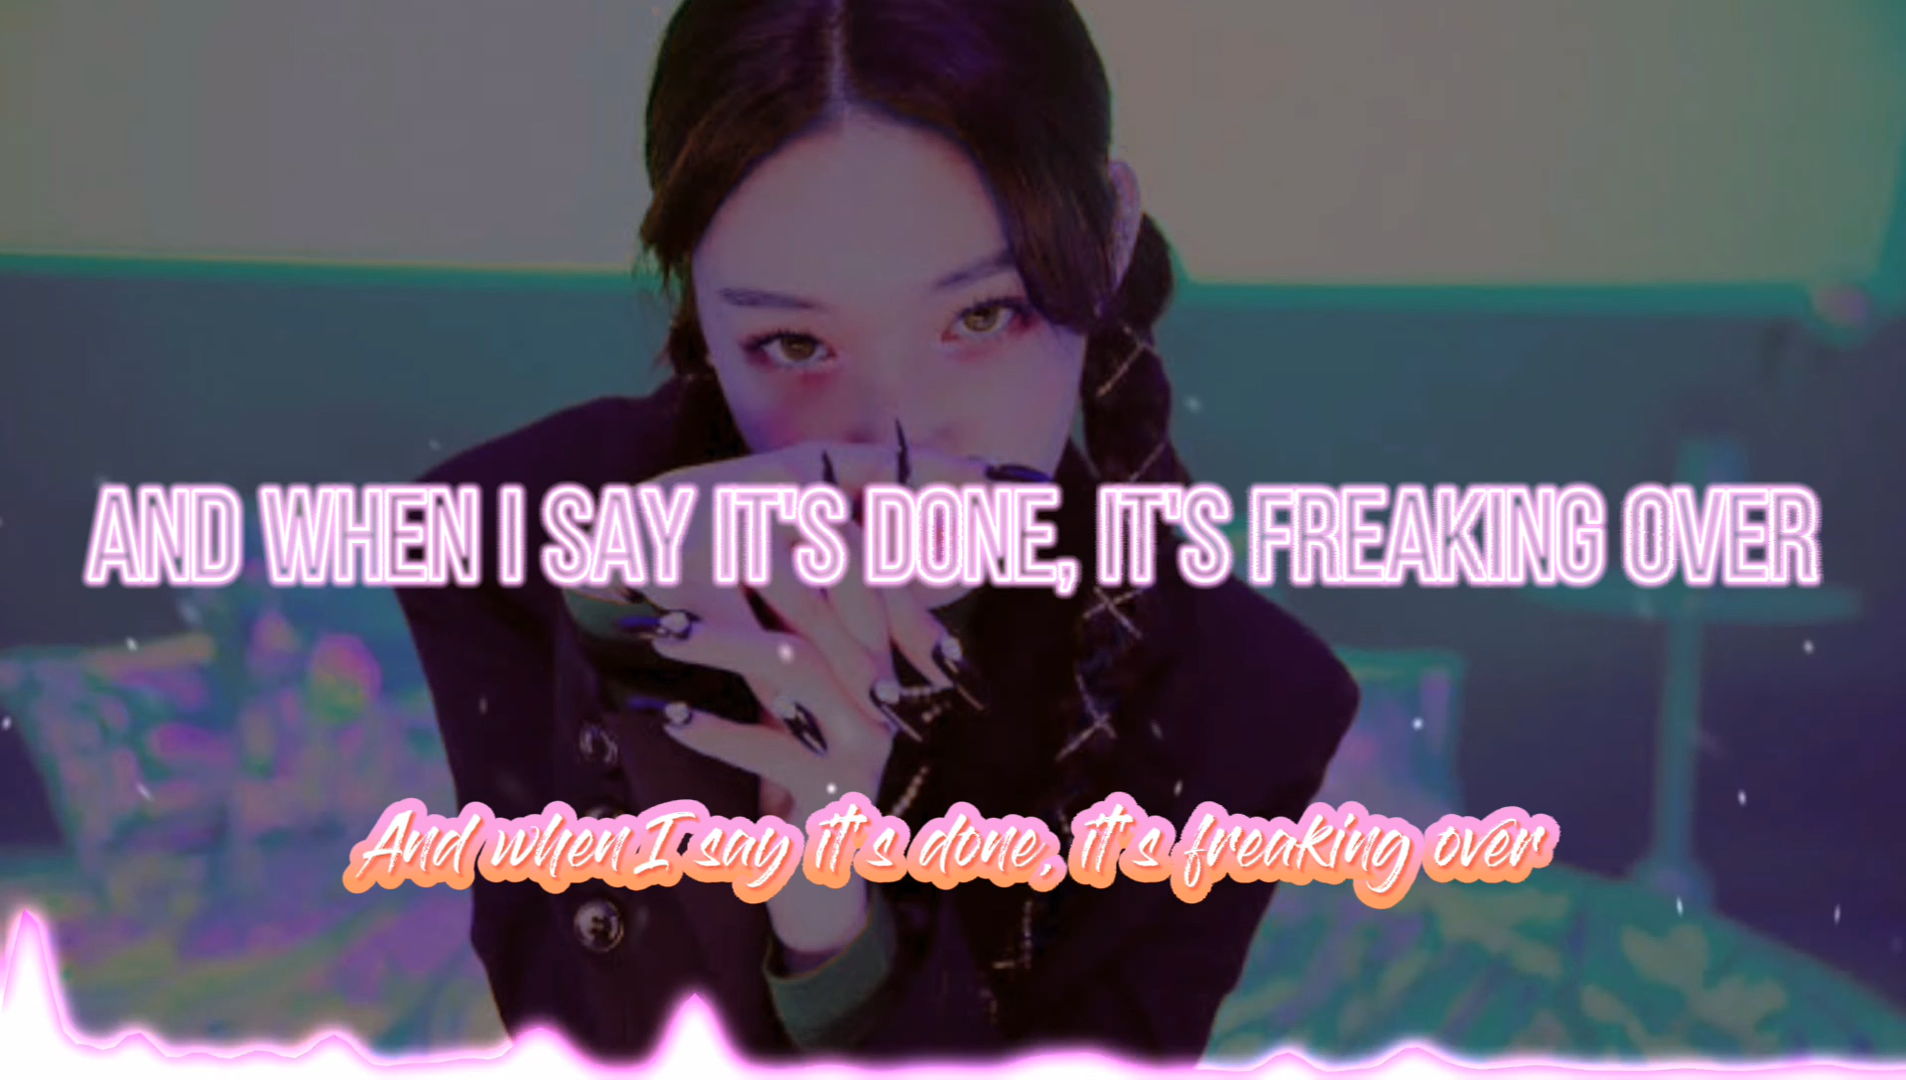 AND WHEN I SAY IT'S DONE, IT'S FREAKING OVER
And when I say it's done, it's freaking over